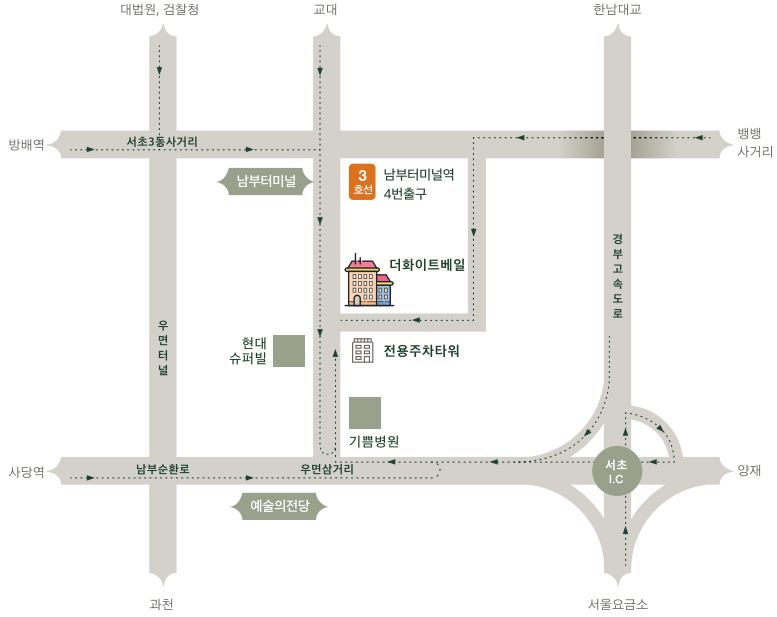 대법원, 검찰청
교대
한남대교
방배역
서초3동사거리
뱅뱅
사거리
남부터미널
3
호선
남부터미널역
4번출구
경부고속도로
더화이트베일
우면터널
현대
슈퍼빌
전용주차타워
기쁨병원
사당역
남부순환로
우면삼거리
서초
I.C
양재
예술의전당
과천
서울요금소